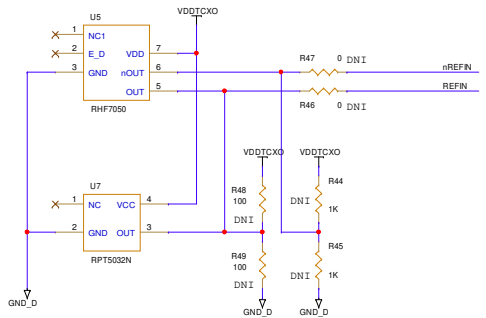 U5
VDDTCXO
1 NC1
2 E_D
3 GND
VDD 7
nOUT 6
OUT 5
RHF7050
R47 0 DNI
nREFIN
REFIN
R46 0 DNI
VDDTCXO
VDDTCXO
U7
1 NC
2 GND
VCC 4
OUT 3
RPT5032N
R48
100
DNI
R44
DNI
1K
R49
100
DNI
R45
DNI
1K
GND_D
GND_D
GND_D